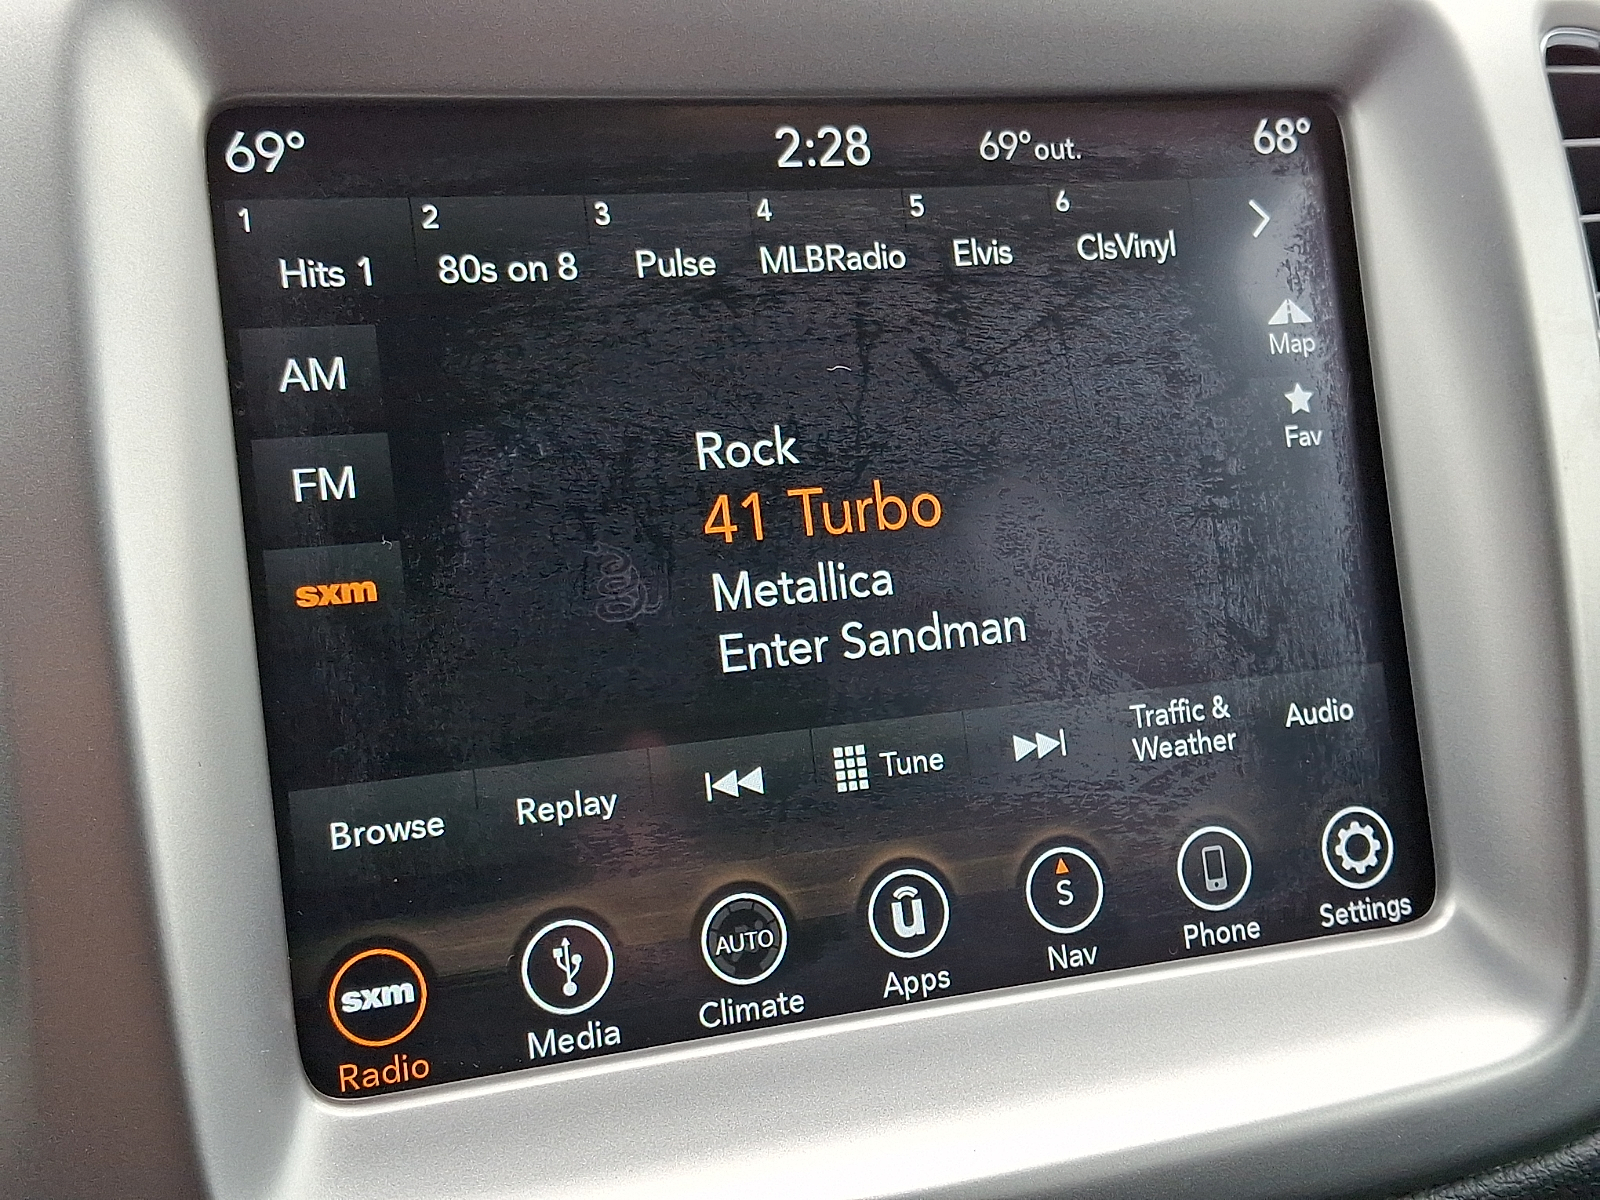 69° 2:28 69° out. 68°
1 2 3 4 5 6
Hits 1 80s on 8 Pulse MLBRadio Elvis ClsVinyl
AM
Map
FM
Fav
sxm
Rock
41 Turbo
Metallica
Enter Sandman
Browse Replay Tune Traffic & Weather Audio
sxm AUTO u S
Radio Media Climate Apps Nav Phone Settings